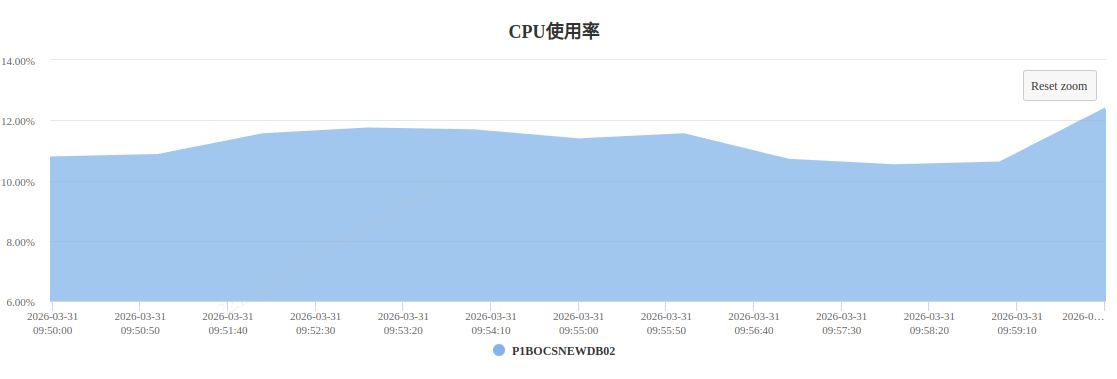 CPU使用率
14.00%
Reset zoom
12.00%
10.00%
8.00%
6.00%
2026-03-31 2026-03-31 2026-03-31 2026-03-31 2026-03-31 2026-03-31 2026-03-31 2026-03-31 2026-03-31 2026-03-31 2026-03-31 2026-03-31 2026-0…
09:50:00 09:50:50 09:51:40 09:52:30 09:53:20 09:54:10 09:55:00 09:55:50 09:56:40 09:57:30 09:58:20 09:59:10
P1BOCSNEWDB02